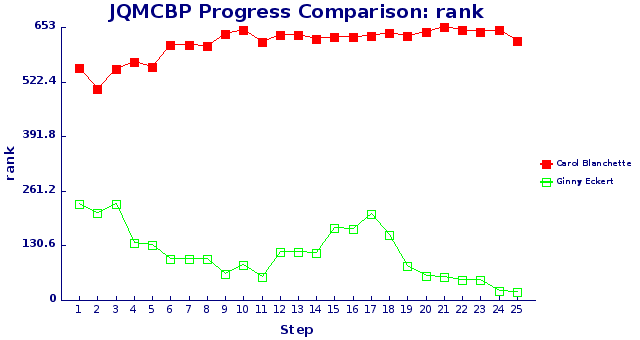 JQMCBP Progress Comparison: rank
653
522.4
391.8
261.2
130.6
0
rank
1 2 3 4 5 6 7 8 9 10 11 12 13 14 15 16 17 18 19 20 21 22 23 24 25
Step
Carol Blanchette
Ginny Eckert